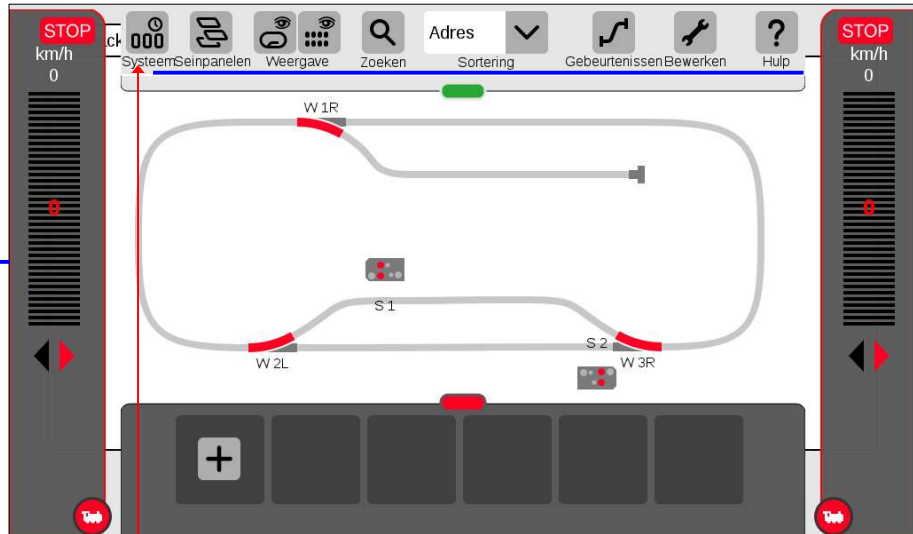 STOP
km/h
0
0
ck
Systeem
Seinpanelen
Weergave
Zoeken
Adres
Sortering
Gebeurtenissen
Bewerken
?
Hulp
W 1R
S 1
S 2
W 2L
W 3R
STOP
km/h
0
0